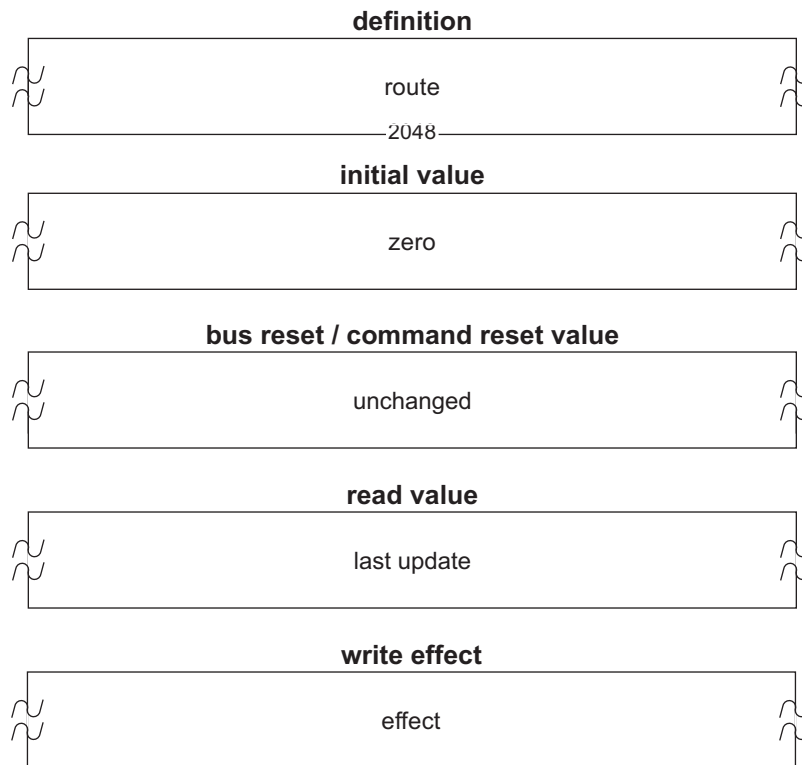 definition
route
2048
initial value
zero
bus reset / command reset value
unchanged
read value
last update
write effect
effect